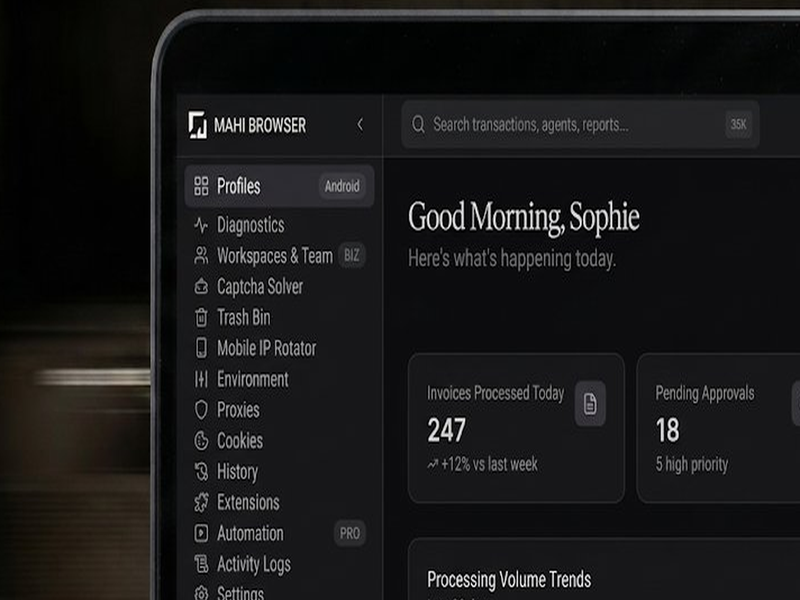 MAHI BROWSER
Search transactions, agents, reports...
35K
Profiles
Android
Diagnostics
Workspaces & Team
BIZ
Captcha Solver
Trash Bin
Mobile IP Rotator
Environment
Proxies
Cookies
History
Extensions
Automation
PRO
Activity Logs
Settings
Good Morning, Sophie
Here's what's happening today.
Invoices Processed Today
247
+12% vs last week
Pending Approvals
18
5 high priority
Processing Volume Trends